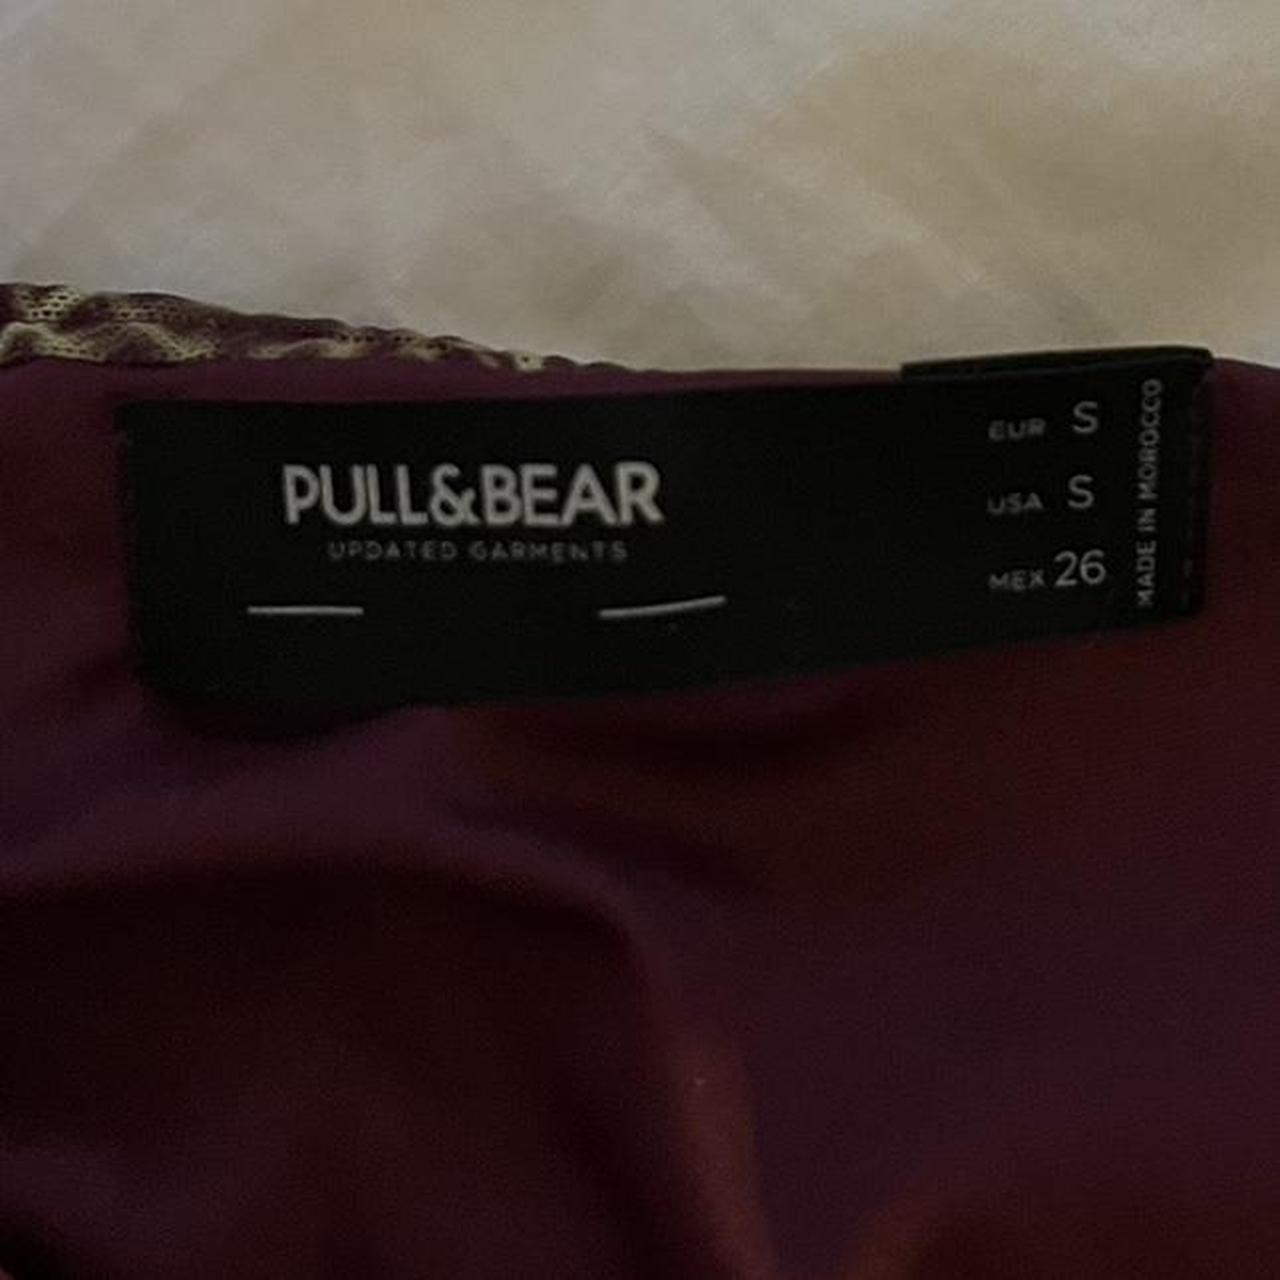 PULL&BEAR
UPDATED GARMENTS
EUR S
USA S
MEX 26
MADE IN MOROCCO